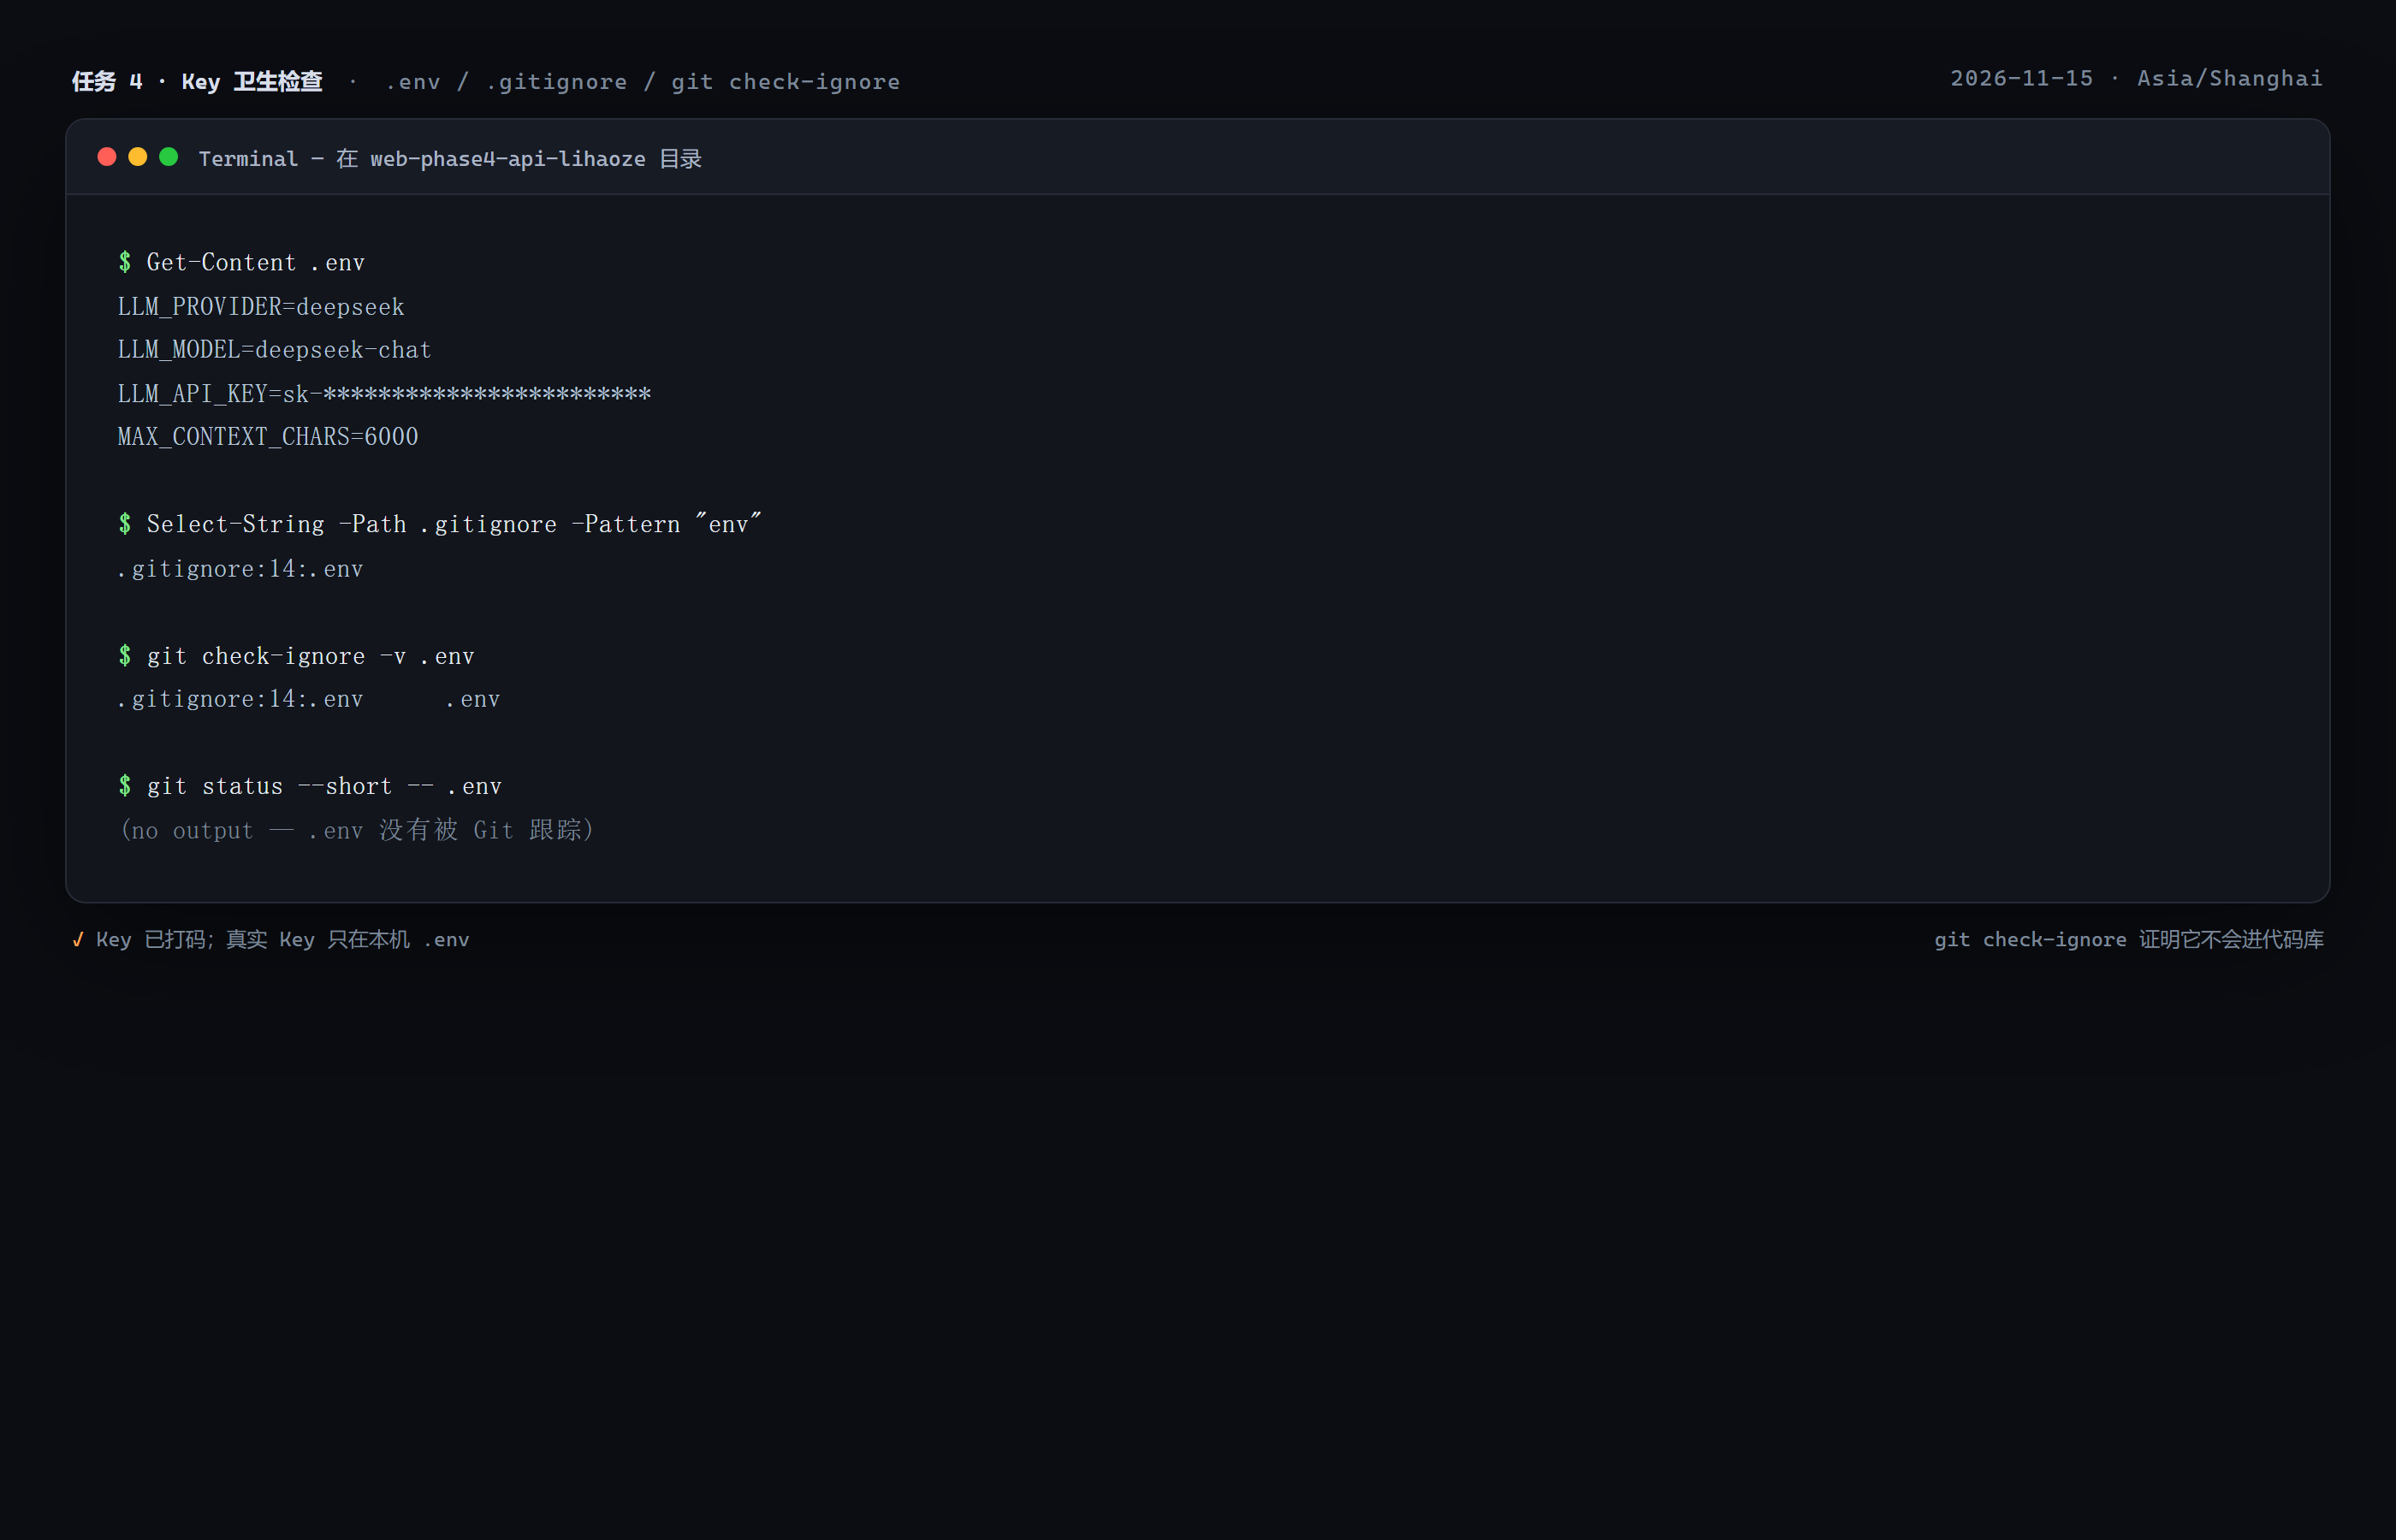 任务 4 · Key 卫生检查 · .env / .gitignore / git check-ignore
2026-11-15 · Asia/Shanghai
Terminal — 在 web-phase4-api-lihaoze 目录
$ Get-Content .env
LLM_PROVIDER=deepseek
LLM_MODEL=deepseek-chat
LLM_API_KEY=sk-************************
MAX_CONTEXT_CHARS=6000
$ Select-String -Path .gitignore -Pattern "env"
.gitignore:14:.env
$ git check-ignore -v .env
.gitignore:14:.env      .env
$ git status --short -- .env
(no output — .env 没有被 Git 跟踪)
✓ Key 已打码；真实 Key 只在本机 .env
git check-ignore 证明它不会进代码库